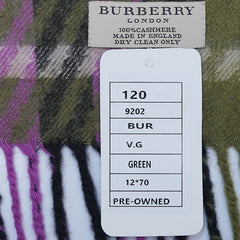 BURBERRY
LONDON
100%CASHMERE
MADE IN ENGLAND
DRY CLEAN ONLY
120
9202
BUR
V.G
GREEN
12*70
PRE-OWNED